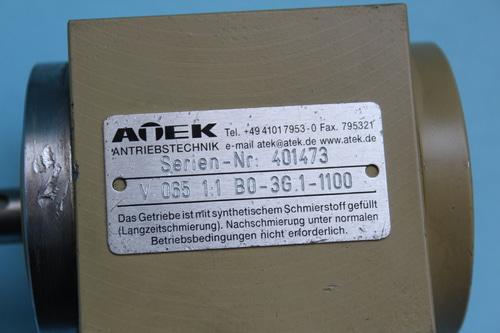 ATEK Tel. +49 41017953-0 Fax. 795321
ANTRIEBSTECHNIK e-mail atek@atek.de www.atek.de
Serien-Nr: 401473
V 065 1.1 B0-3G.1-1100
Das Getriebe ist mit synthetischem Schmierstoff gefüllt
(Langzeitschmierung). Nachschmierung unter normalen
Betriebsbedingungen nicht erforderlich.